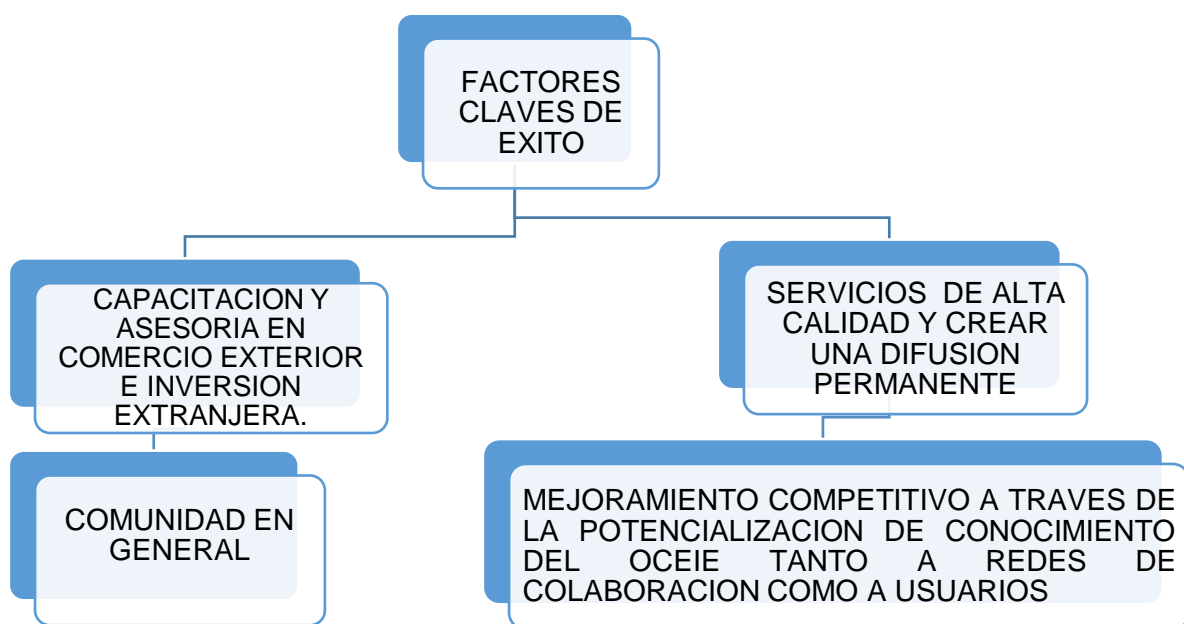 FACTORES
CLAVES DE
EXITO
CAPACITACION Y
ASESORIA EN
COMERCIO EXTERIOR
E INVERSION
EXTRANJERA.
SERVICIOS DE ALTA
CALIDAD Y CREAR
UNA DIFUSION
PERMANENTE
COMUNIDAD EN
GENERAL
MEJORAMIENTO COMPETITIVO A TRAVES DE
LA POTENCIALIZACION DE CONOCIMIENTO
DEL OCEIE TANTO A REDES DE
COLABORACION COMO A USUARIOS